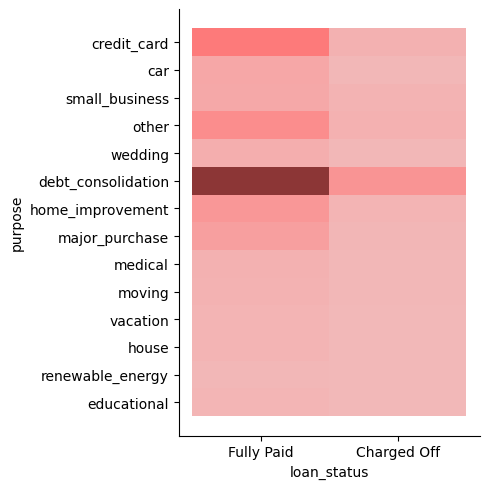 purpose
credit_card
car
small_business
other
wedding
debt_consolidation
home_improvement
major_purchase
medical
moving
vacation
house
renewable_energy
educational
Fully Paid
Charged Off
loan_status